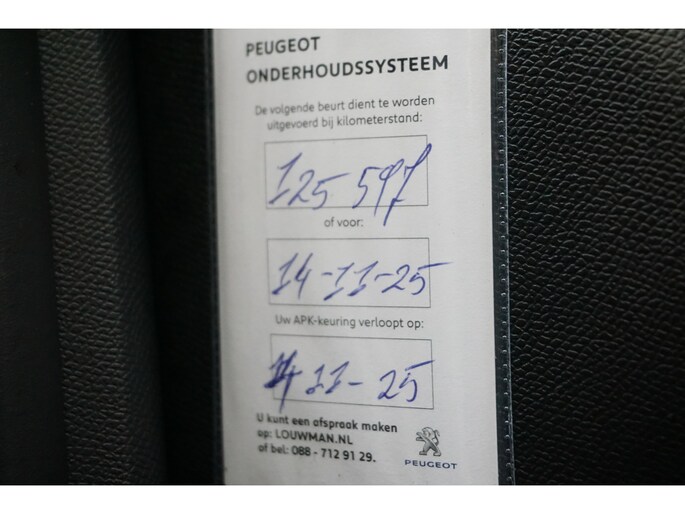 PEUGEOT
ONDERHOUDSSYSTEEM
De volgende beurt dient te worden
uitgevoerd bij kilometerstand:
125 597
of voor:
14-11-25
Uw APK-keuring verloopt op:
14 11-25
U kunt een afspraak maken
op: LOUWMAN.NL
of bel: 088 - 712 91 29.
PEUGEOT